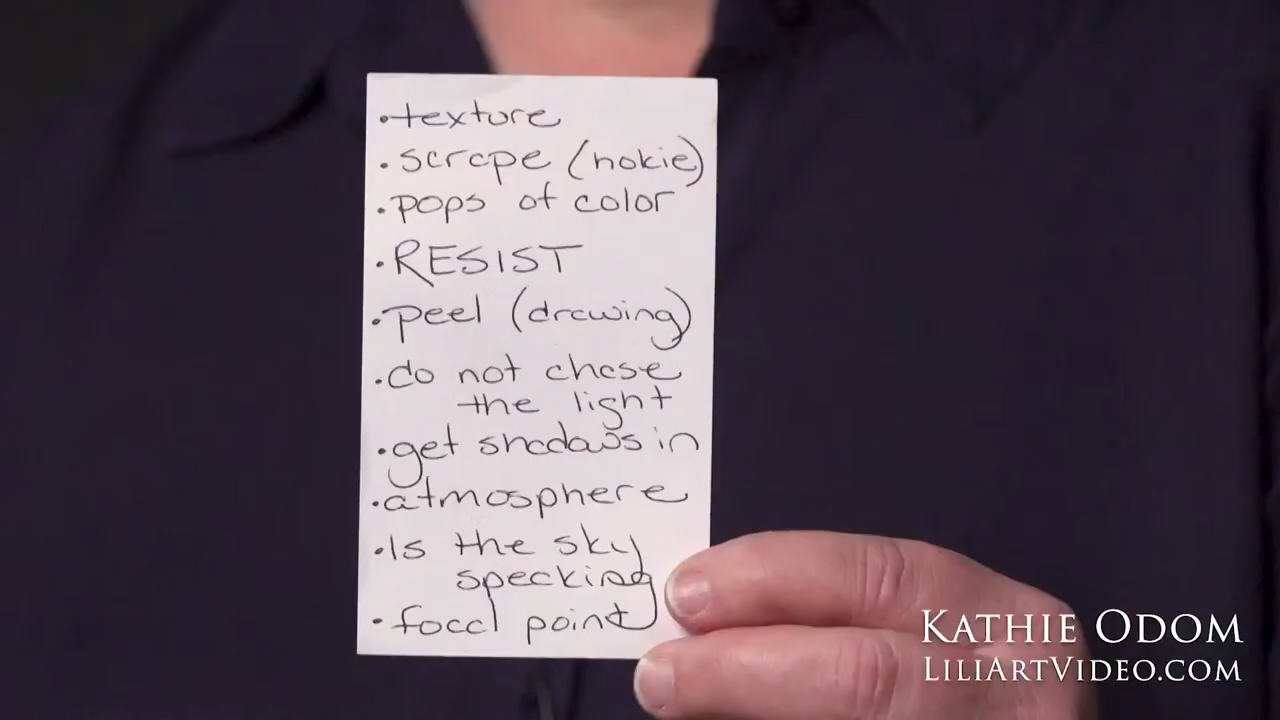 •texture
•scrape (nokie)
•pops of color
•RESIST
•peel (drawing)
•do not chase
the light
•get shadows in
•atmosphere
•Is the sky
speaking
•focal point
KATHIE ODOM
LILIARTVIDEO.COM